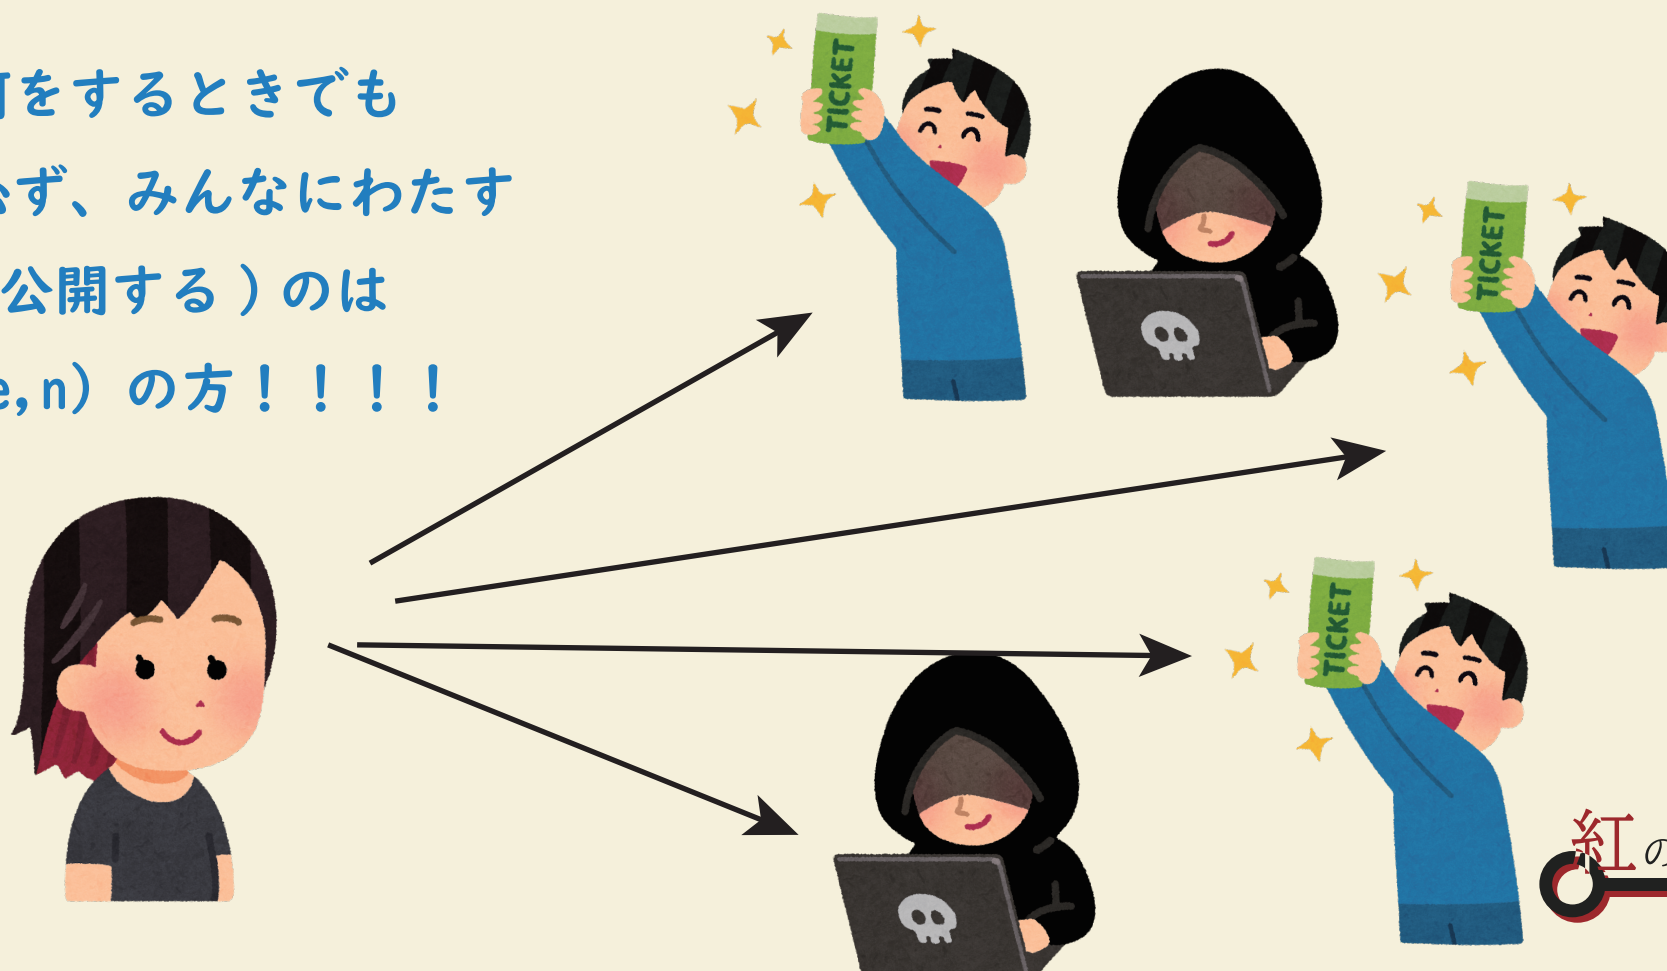 をするときでも
ず、みんなにわたす
公開する ) のは
e,n) の方！！！！
TICKET
TICKET
TICKET
紅の